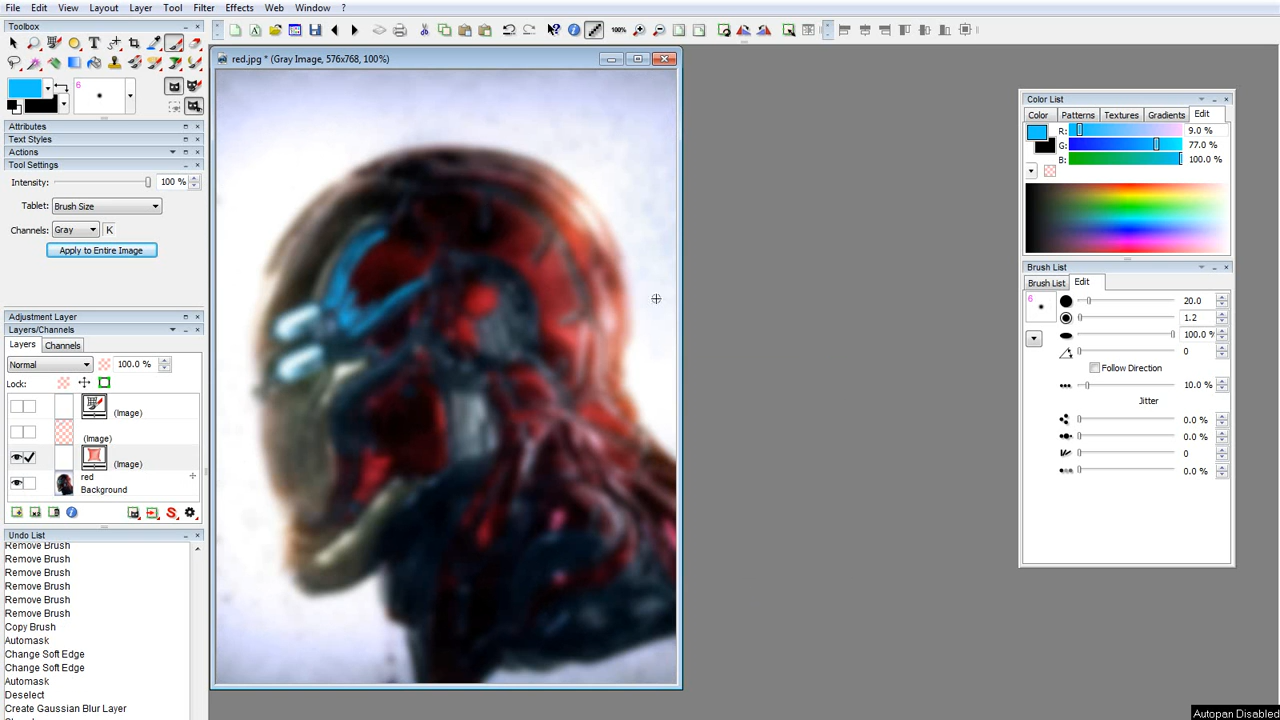 File Edit View Layout Layer Tool Filter Effects Web Window ?
Toolbox
100%
red.jpg * (Gray Image, 576x768, 100%)
6
Attributes
Text Styles
Actions
Tool Settings
Intensity: 100 %
Tablet: Brush Size
Channels: Gray K
Apply to Entire Image
Adjustment Layer
Layers/Channels
Layers Channels
Normal 100.0 %
Lock:
(Image)
(Image)
(Image)
red
Background
Undo List
Remove Brush
Remove Brush
Remove Brush
Remove Brush
Remove Brush
Remove Brush
Copy Brush
Automask
Change Soft Edge
Change Soft Edge
Automask
Deselect
Create Gaussian Blur Layer
Color List
Color Patterns Textures Gradients Edit
R: 9.0 %
G: 77.0 %
B: 100.0 %
Brush List
Brush List Edit
6
20.0
1.2
100.0 %
0
Follow Direction
10.0 %
Jitter
0.0 %
0.0 %
0
0.0 %
Autopan Disabled